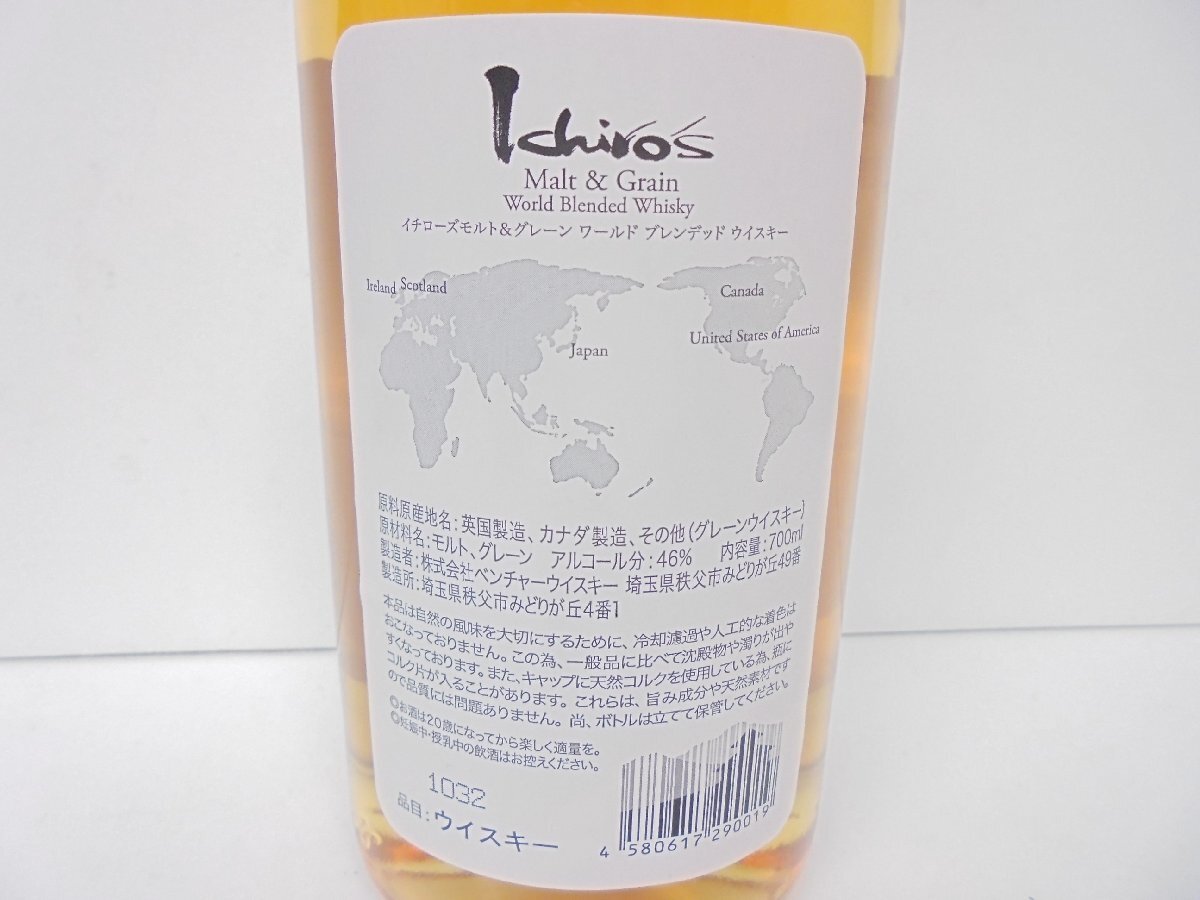 Ichiro's
Malt & Grain
World Blended Whisky
イチローズモルト&グレーン ワールド ブレンデッド ウイスキー
Ireland Scotland
Canada
United States of America
Japan
原料原産地名:英国製造、カナダ製造、その他(グレーンウイスキー)
原材料名:モルト、グレーン アルコール分:46% 内容量:700ml
製造者:株式会社ベンチャーウイスキー 埼玉県秩父市みどりが丘49番
製造所:埼玉県秩父市みどりが丘4番1
本品は自然の風味を大切にするために、冷却濾過や人工的な着色は
おこなっておりません。この為、一般品に比べて沈殿物や濁りが出や
すくなっております。また、キャップに天然コルクを使用している為、瓶に
コルク片が入ることがあります。これらは、旨み成分や天然素材です
ので品質には問題ありません。尚、ボトルは立てて保管してください。
◎お酒は20歳になってから楽しく適量を。
◎妊娠中・授乳中の飲酒はお控えください。
1032
品目:ウイスキー
4 580617 290019